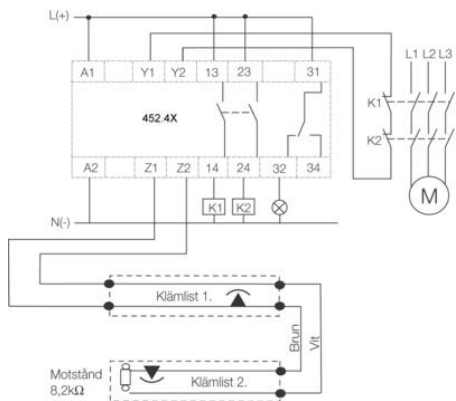 L(+)
A1 Y1 Y2 13 23 31
L1 L2 L3
452.4X
K1
K2
A2 Z1 Z2 14 24 32 34
K1 K2
M
N(-)
Klämlist 1.
Brun
Vit
Motstånd
8,2kΩ
Klämlist 2.